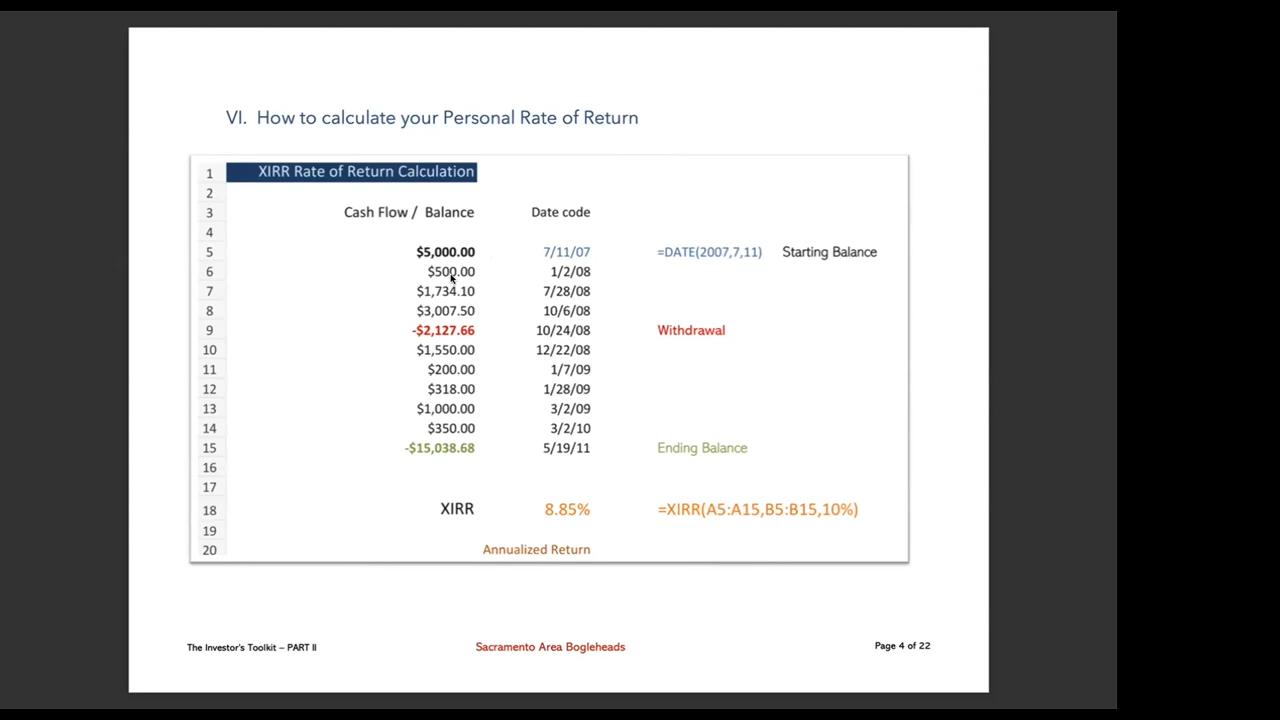 VI. How to calculate your Personal Rate of Return
1 XIRR Rate of Return Calculation
2
3 Cash Flow / Balance Date code
4
5 $5,000.00 7/11/07 =DATE(2007,7,11) Starting Balance
6 $500.00 1/2/08
7 $1,734.10 7/28/08
8 $3,007.50 10/6/08
9 -$2,127.66 10/24/08 Withdrawal
10 $1,550.00 12/22/08
11 $200.00 1/7/09
12 $318.00 1/28/09
13 $1,000.00 3/2/09
14 $350.00 3/2/10
15 -$15,038.68 5/19/11 Ending Balance
16
17
18 XIRR 8.85% =XIRR(A5:A15,B5:B15,10%)
19
20 Annualized Return
The Investor's Toolkit – PART II Sacramento Area Bogleheads Page 4 of 22